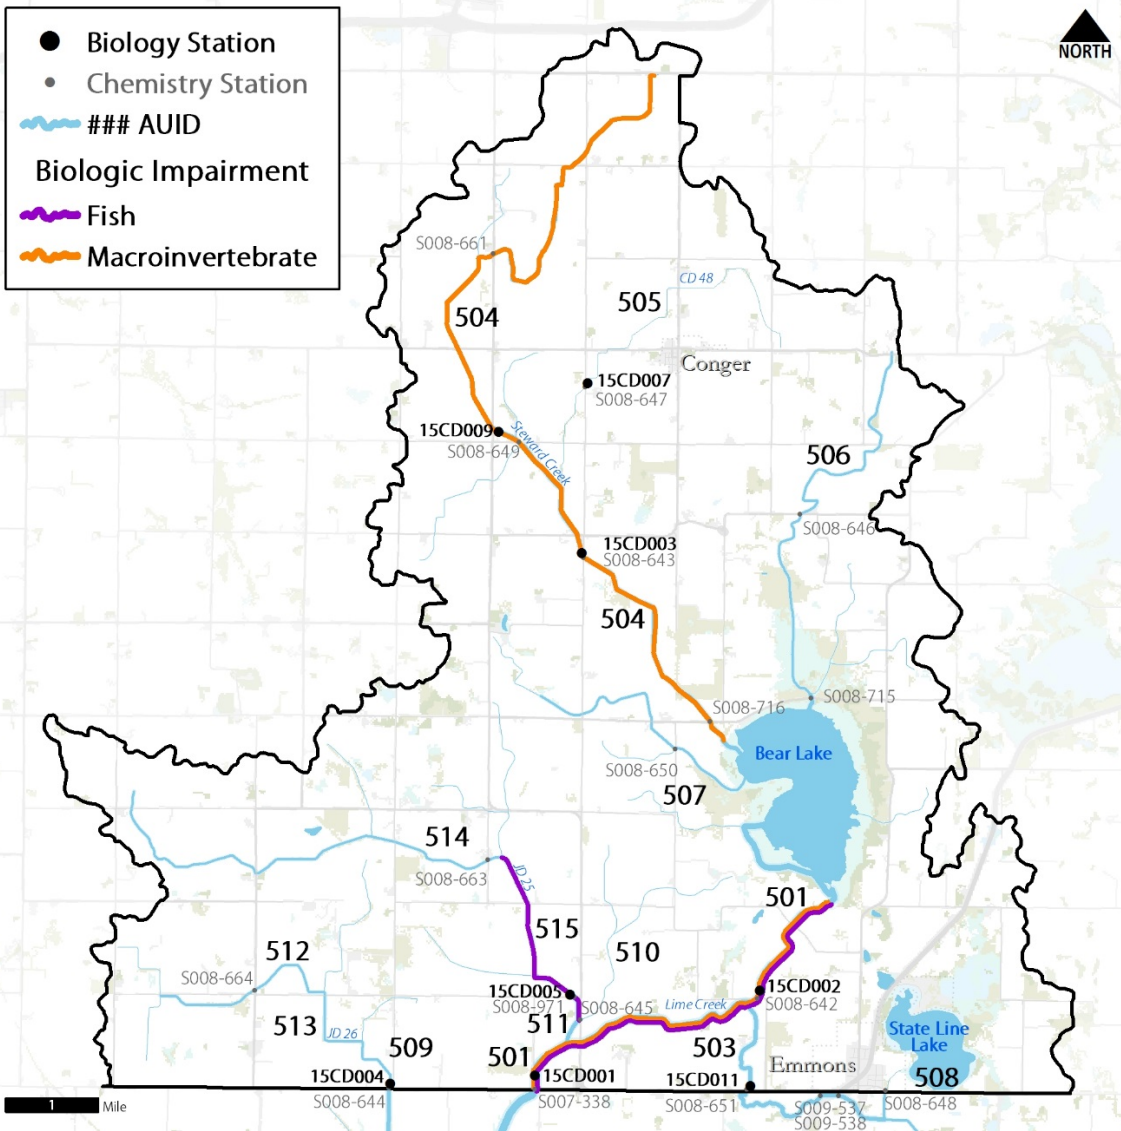 Biology Station
Chemistry Station
### AUID
Biologic Impairment
Fish
Macroinvertebrate
NORTH
S008-661
CD 48
504
505
Conger
15CD007
S008-647
15CD009
S008-649
Steward Creek
506
S008-646
15CD003
S008-643
504
S008-716
S008-715
Bear Lake
S008-650
507
514
S008-663
JD 25
501
515
510
512
S008-664
15CD005
S008-971
S008-645
15CD002
S008-642
Lime Creek
511
513
JD 26
509
501
503
State Line
Lake
Emmons
508
15CD004
S008-644
15CD001
S007-338
15CD011
S008-651
S009-537
S009-538
S008-648
1 Mile